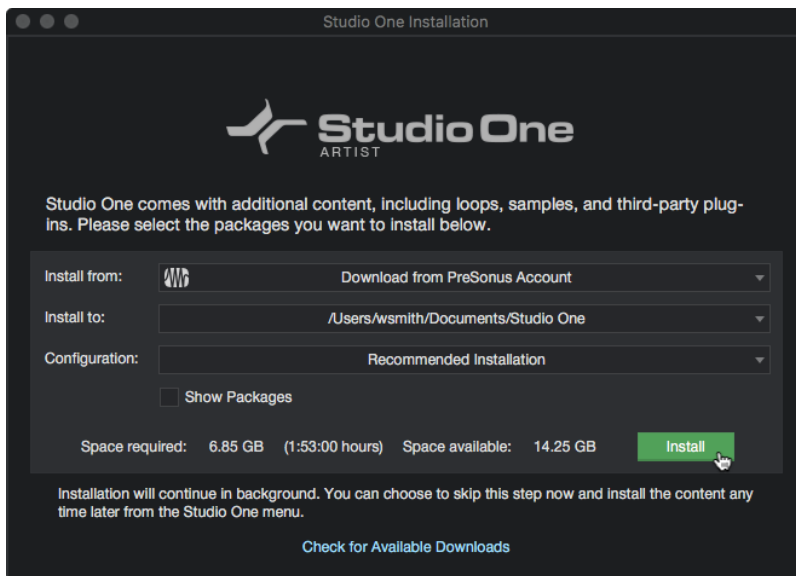 Studio One Installation
Studio One
ARTIST
Studio One comes with additional content, including loops, samples, and third-party plug-
ins. Please select the packages you want to install below.
Install from: Download from PreSonus Account
Install to: /Users/wsmith/Documents/Studio One
Configuration: Recommended Installation
Show Packages
Space required: 6.85 GB (1:53:00 hours) Space available: 14.25 GB Install
Installation will continue in background. You can choose to skip this step now and install the content any
time later from the Studio One menu.
Check for Available Downloads